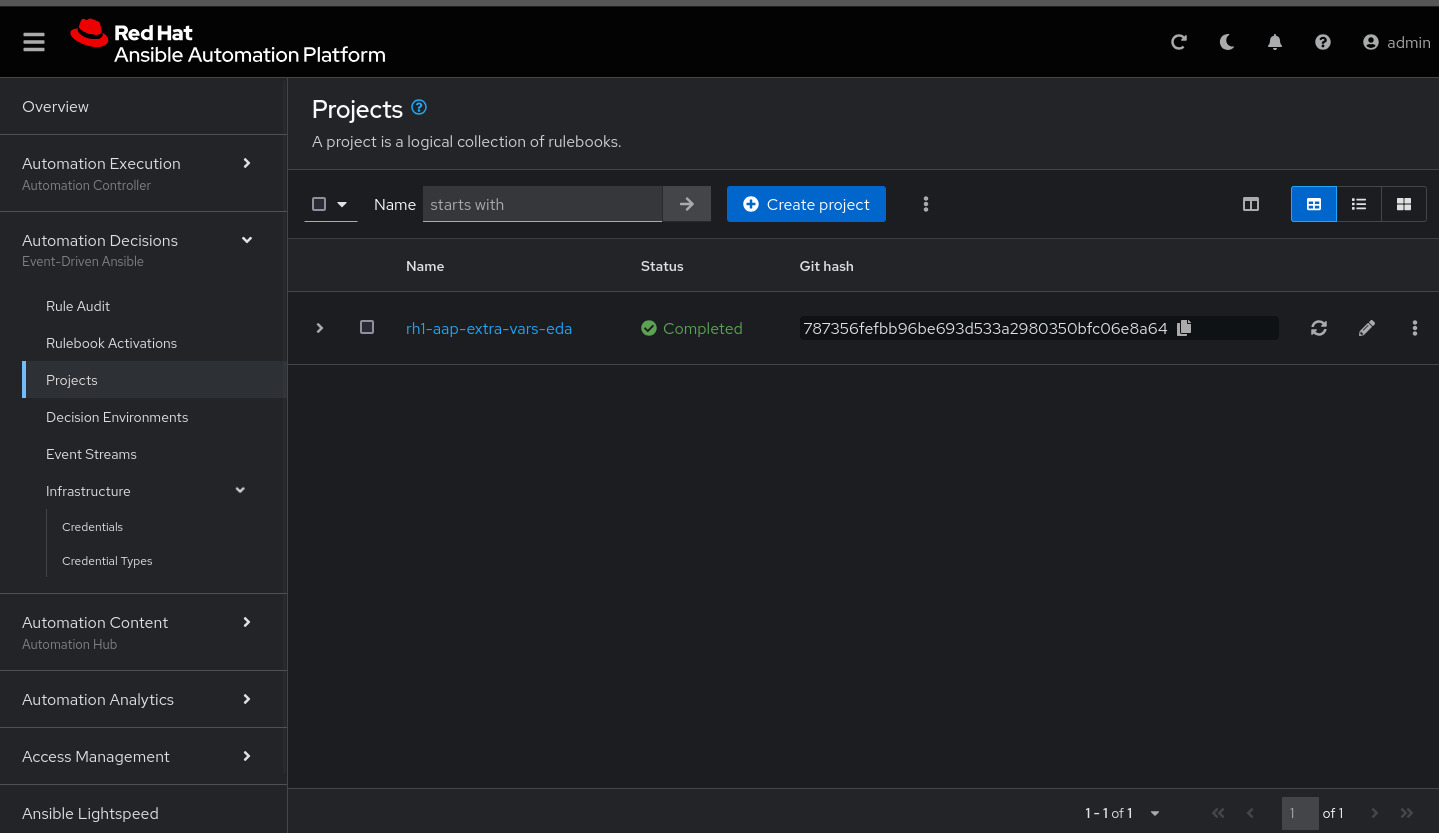 Red Hat
Ansible Automation Platform
admin
Overview
Automation Execution
Automation Controller
Automation Decisions
Event-Driven Ansible
Rule Audit
Rulebook Activations
Projects
Decision Environments
Event Streams
Infrastructure
Credentials
Credential Types
Automation Content
Automation Hub
Automation Analytics
Access Management
Ansible Lightspeed
Projects
A project is a logical collection of rulebooks.
Name starts with Create project
Name Status Git hash
rh1-aap-extra-vars-eda Completed 787356fefbb96be693d533a2980350bfc06e8a64
1 - 1 of 1 1 of 1